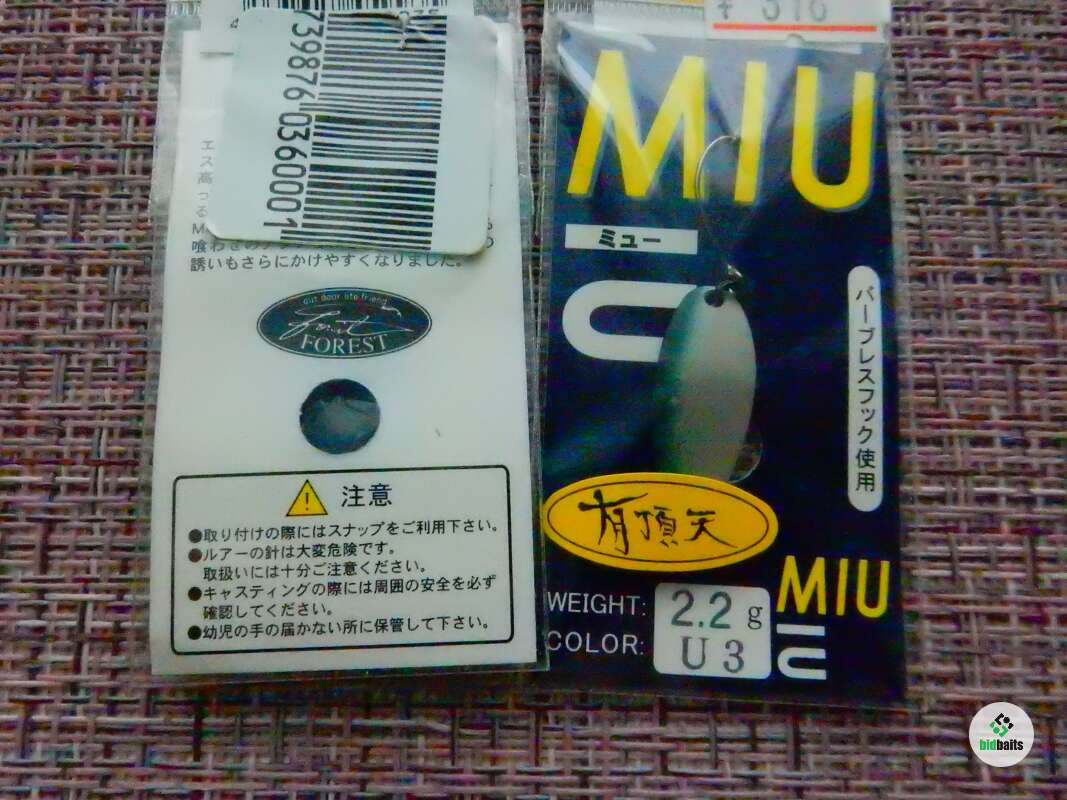 73987603600011
エス
高
っ
る
誘いもさらにかけやすくなりました。
out door life friend
Forest
FOREST
注意
●取り付けの際にはスナップをご利用下さい。
●ルアーの針は大変危険です。
取扱いには十分ご注意ください。
●キャスティングの際には周囲の安全を必ず
確認してください。
●幼児の手の届かない所に保管して下さい。
MIU
ミュー
バーブレスフック使用
有頂天
WEIGHT: 2.2 g
COLOR: U 3
MIU
bidbaits